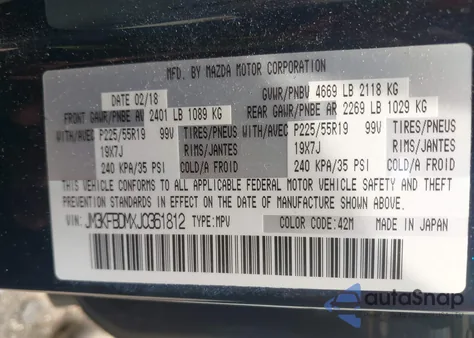 MFD. BY MAZDA MOTOR CORPORATION
DATE 02/18 GVWR/PNBV 4669 LB 2118 KG
FRONT GAWR/PNBE AV 2401 LB 1089 KG REAR GAWR/PNBE AR 2269 LB 1029 KG
WITH/AVEC P225/55R19 99V TIRES/PNEUS WITH/AVEC P225/55R19 99V TIRES/PNEUS
19X7J RIMS/JANTES 19X7J RIMS/JANTES
240 KPA/35 PSI COLD/A FROID 240 KPA/35 PSI COLD/A FROID
THIS VEHICLE CONFORMS TO ALL APPLICABLE FEDERAL MOTOR VEHICLE SAFETY AND THEFT
PREVENTION STANDARDS IN EFFECT ON THE DATE OF MANUFACTURE SHOWN ABOVE.
VIN: JM3KFBDMXJ0361812 TYPE: MPV COLOR CODE: 42M MADE IN JAPAN
autoSnap